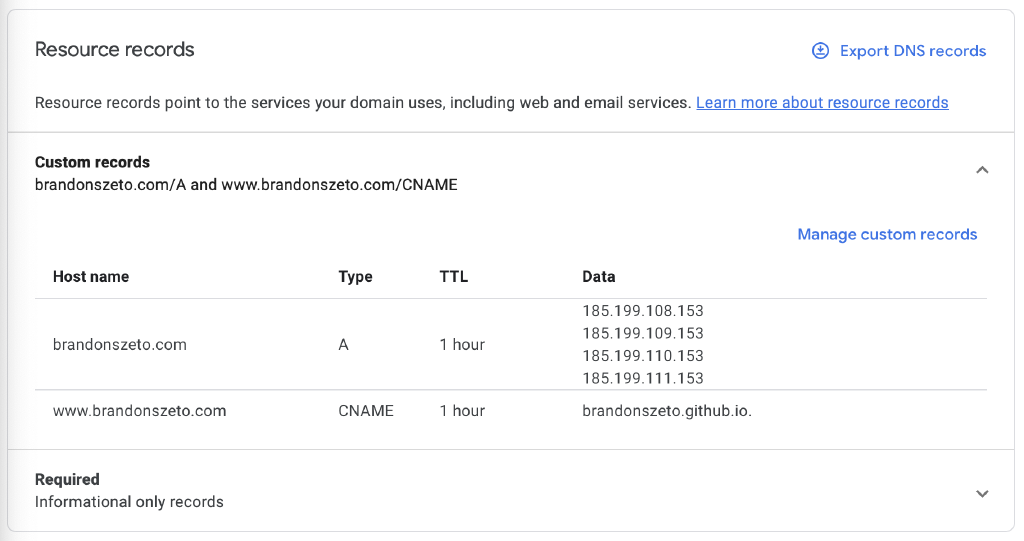 Resource records
Export DNS records
Resource records point to the services your domain uses, including web and email services. Learn more about resource records
Custom records
brandonszeto.com/A and www.brandonszeto.com/CNAME
Manage custom records
Host name Type TTL Data
brandonszeto.com A 1 hour 185.199.108.153
185.199.109.153
185.199.110.153
185.199.111.153
www.brandonszeto.com CNAME 1 hour brandonszeto.github.io.
Required
Informational only records